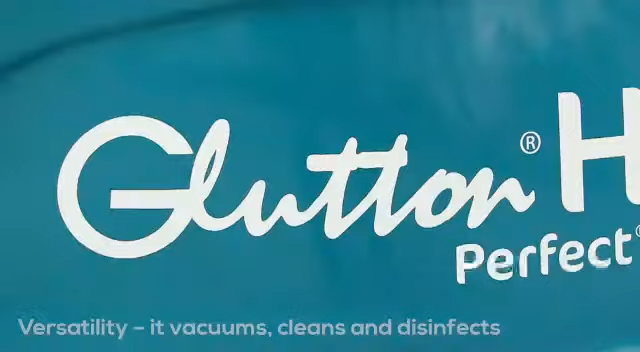 Glutton® H
Perfect®
Versatility – it vacuums, cleans and disinfects